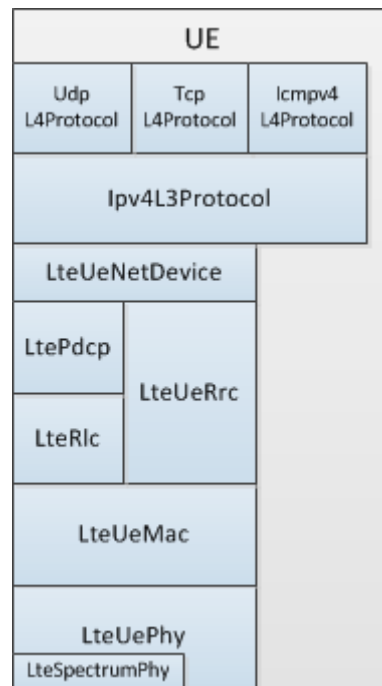 UE
Udp
L4Protocol
Tcp
L4Protocol
Icmpv4
L4Protocol
Ipv4L3Protocol
LteUeNetDevice
LtePdcp
LteUeRrc
LteRlc
LteUeMac
LteUePhy
LteSpectrumPhy